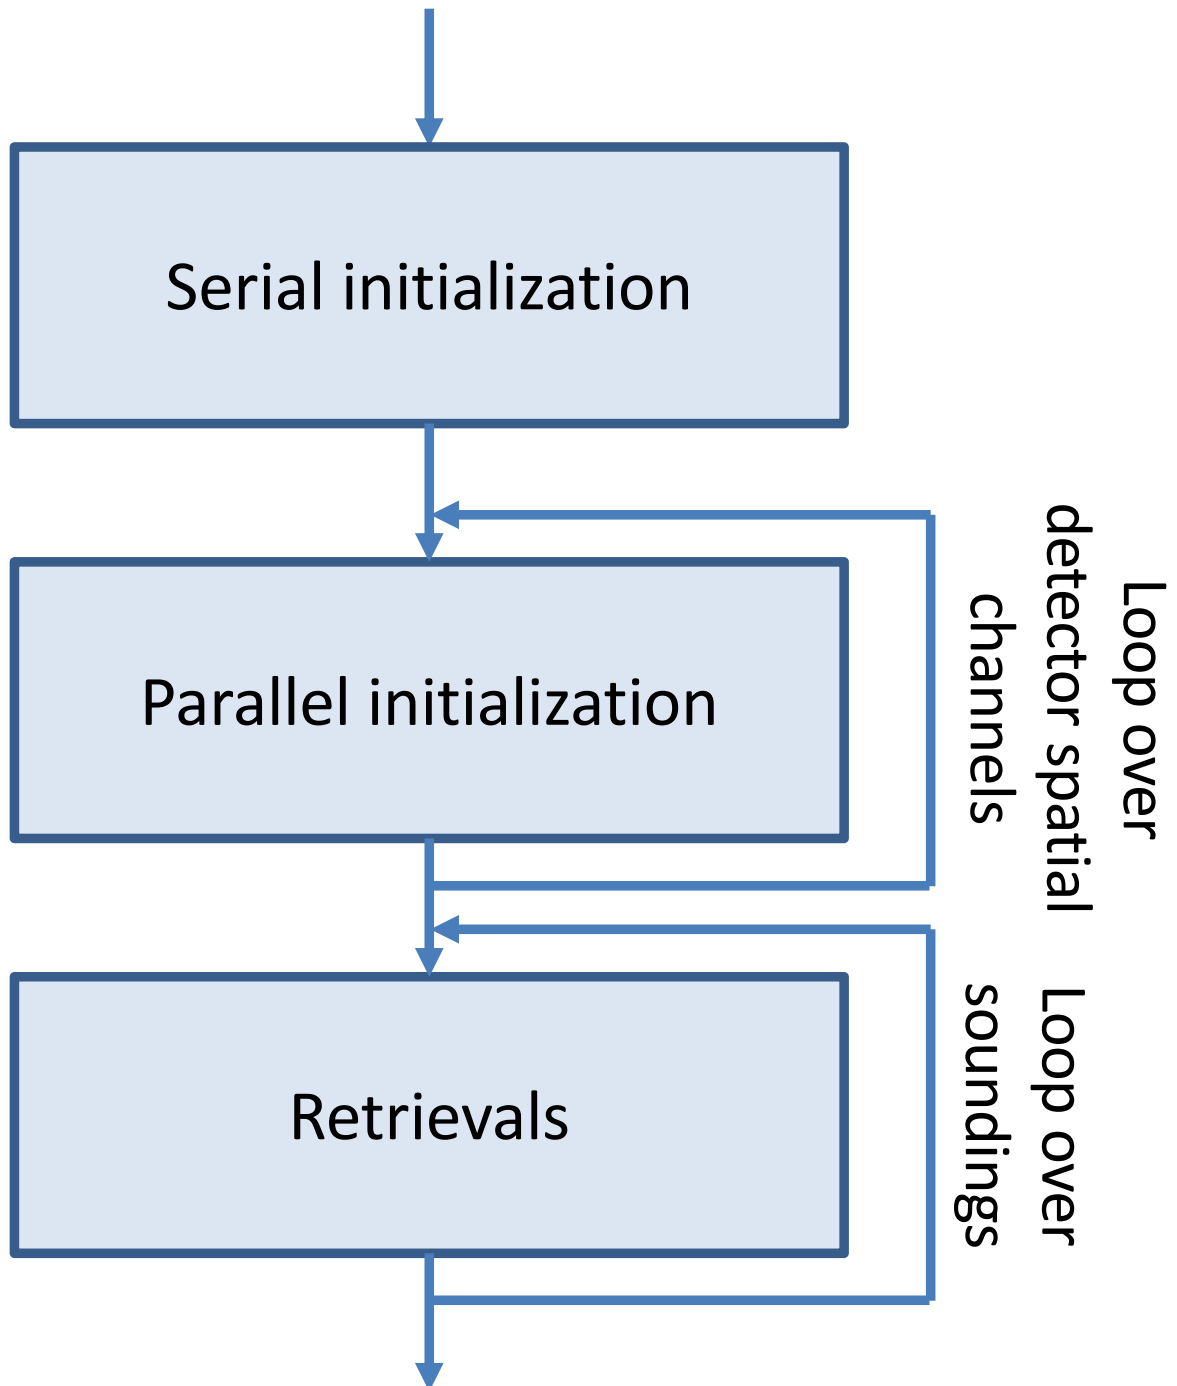 Serial initialization
Parallel initialization
Loop over
detector spatial
channels
Retrievals
Loop over
soundings